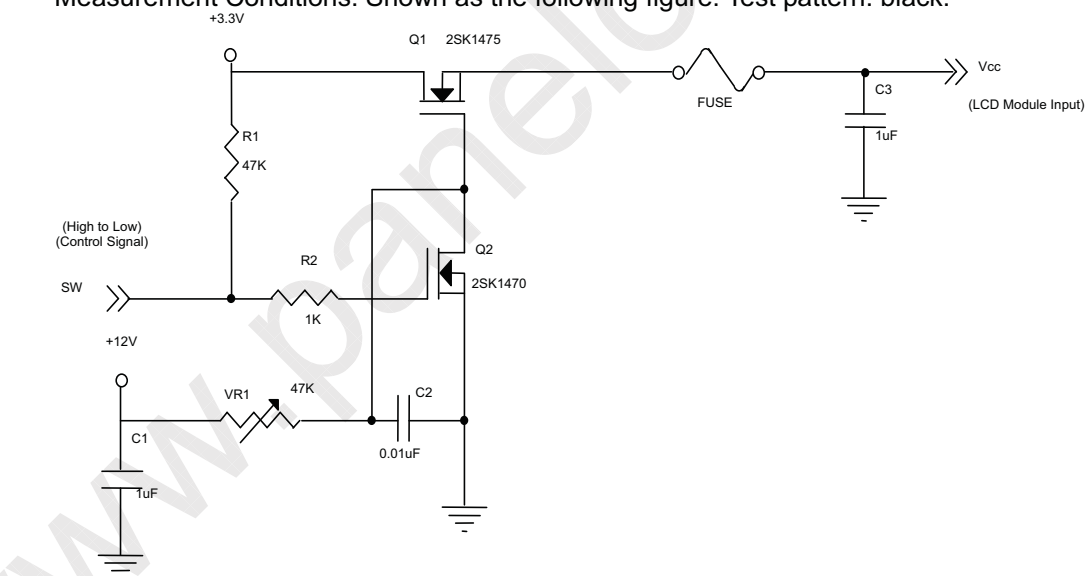 Measurement Conditions: Shown as the following figure. Test pattern: black.
+3.3V
Q1 2SK1475
Vcc
FUSE
C3
(LCD Module Input)
1uF
R1
47K
(High to Low)
(Control Signal)
SW
R2
1K
Q2
2SK1470
+12V
VR1
47K
C2
0.01uF
C1
1uF
www.panelo